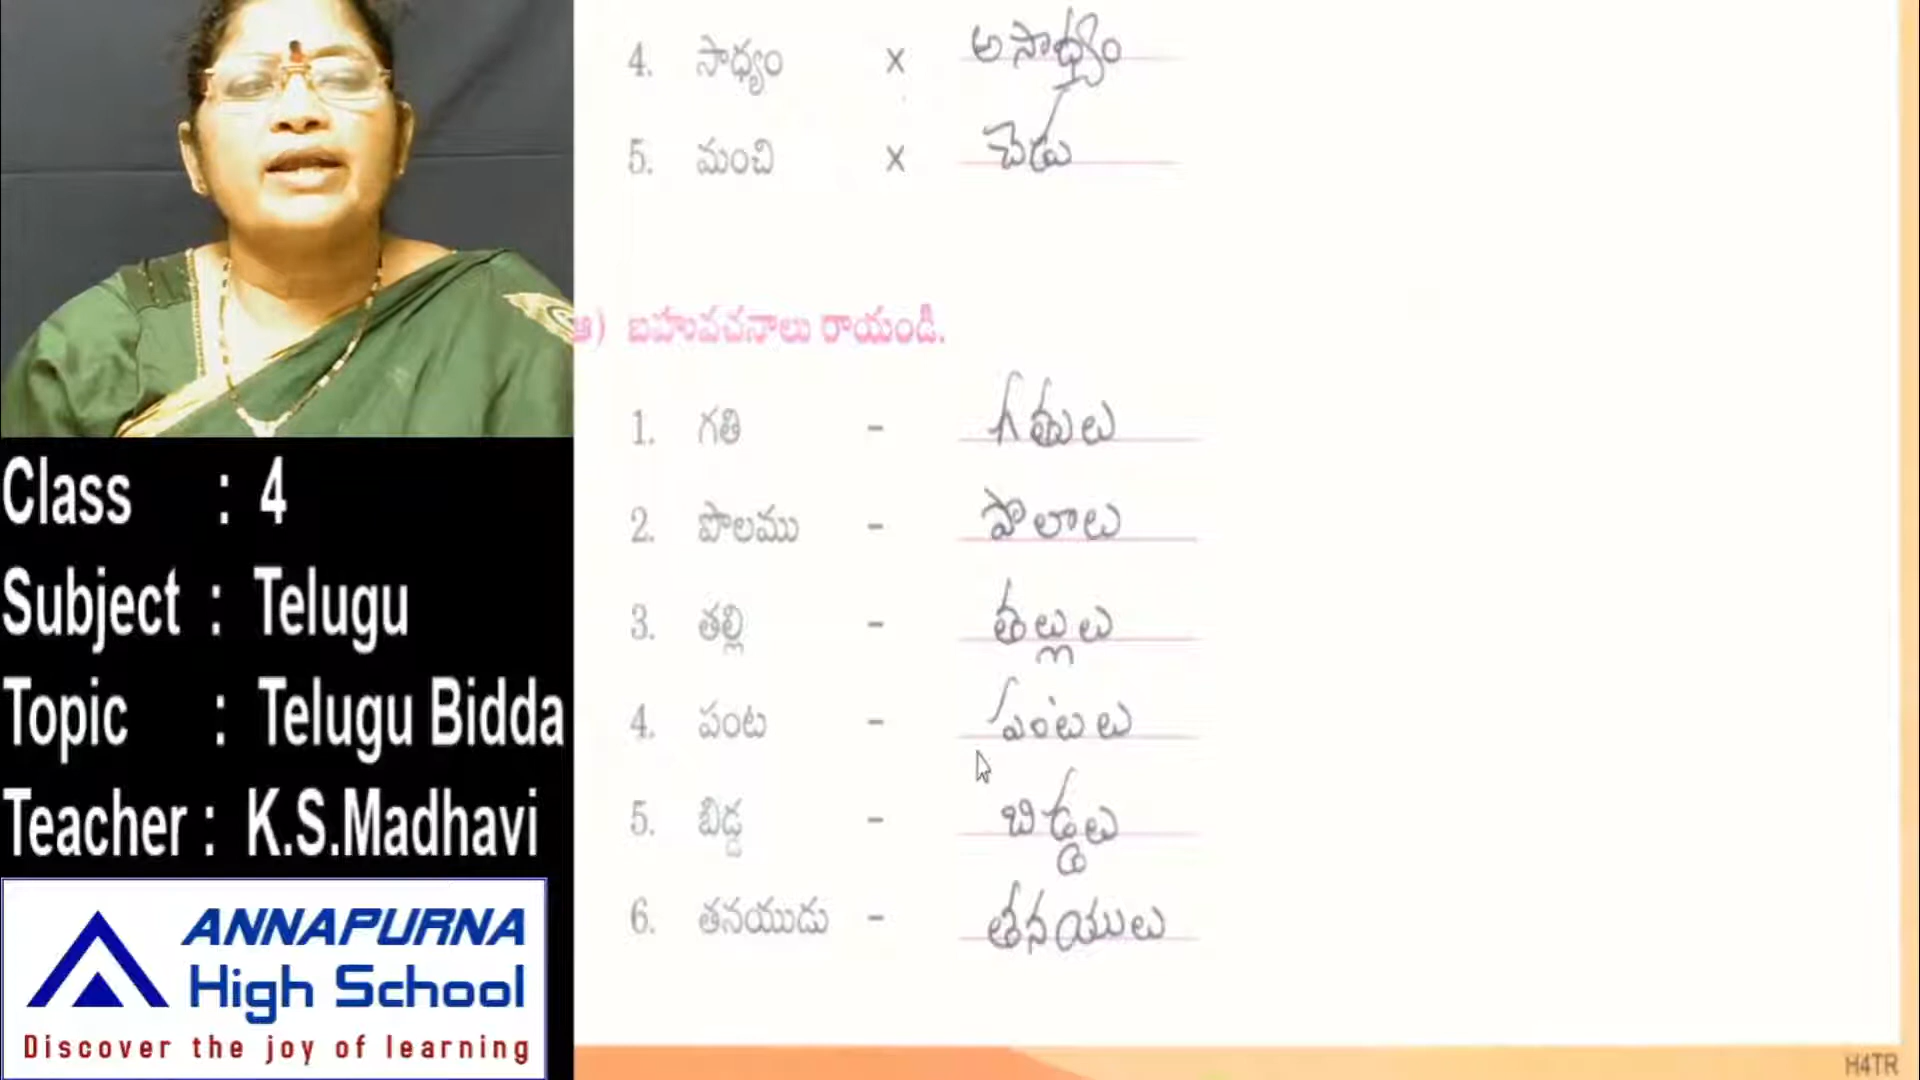 4. సాధ్యం x అసాధ్యం
5. మంచి x చెడు
ఆ) బహువచనాలు రాయండి.
1. గతి - గతులు
2. పొలము - పొలాలు
3. తల్లి - తల్లులు
4. పంట - పంటలు
5. బిడ్డ - బిడ్డలు
6. తనయుడు - తనయులు
H4TR
Class : 4
Subject : Telugu
Topic : Telugu Bidda
Teacher : K.S.Madhavi
ANNAPURNA
High School
Discover the joy of learning